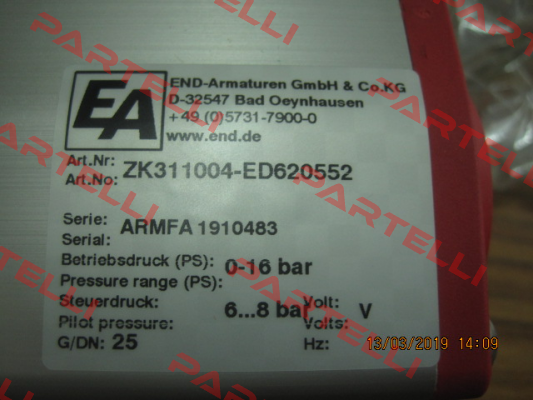 EA
END-Armaturen GmbH & Co.KG
D-32547 Bad Oeynhausen
+49 (0)5731-7900-0
www.end.de
Art.Nr:
Art.No: ZK311004-ED620552
Serie:
Serial: ARMFA 1910483
Betriebsdruck (PS): 0-16 bar
Pressure range (PS):
Steuerdruck: 6...8 bar Volt: V
Pilot pressure: Volts:
G/DN: 25 Hz:
13/03/2019 14:09
PARTELLI
PARTELLI
PARTELLI
PARTELLI
PARTELLI